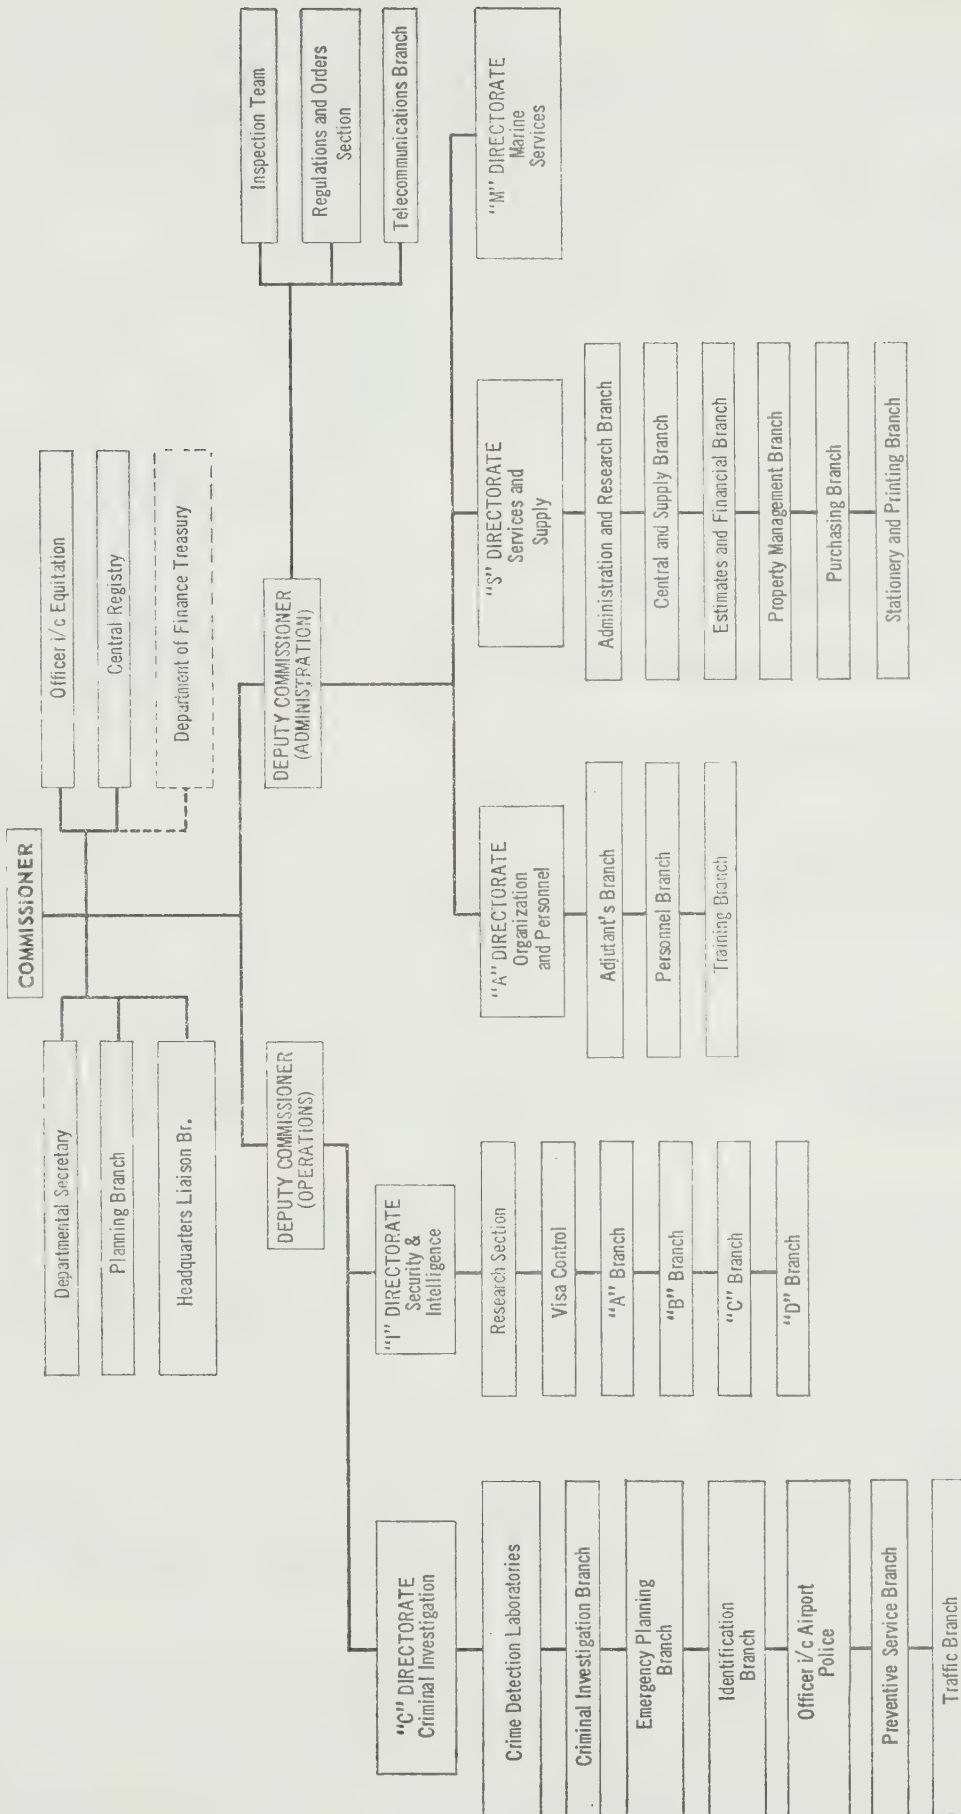 COMMISSIONER
Departmental Secretary
Planning Branch
Headquarters Liaison Br.
Officer i/c Equitation
Central Registry
Department of Finance Treasury
DEPUTY COMMISSIONER
(OPERATIONS)
DEPUTY COMMISSIONER
(ADMINISTRATION)
Inspection Team
Regulations and Orders
Section
Telecommunications Branch
"C" DIRECTORATE
Criminal Investigation
Crime Detection Laboratories
Criminal Investigation Branch
Emergency Planning
Branch
Identification
Branch
Officer i/c Airport
Police
Preventive Service Branch
Traffic Branch
"I" DIRECTORATE
Security &
Intelligence
Research Section
Visa Control
"A" Branch
"B" Branch
"C" Branch
"D" Branch
"A" DIRECTORATE
Organization
and Personnel
Adjutant's Branch
Personnel Branch
Training Branch
"S" DIRECTORATE
Services and
Supply
Administration and Research Branch
Central and Supply Branch
Estimates and Financial Branch
Property Management Branch
Purchasing Branch
Stationery and Printing Branch
"M" DIRECTORATE
Marine
Services